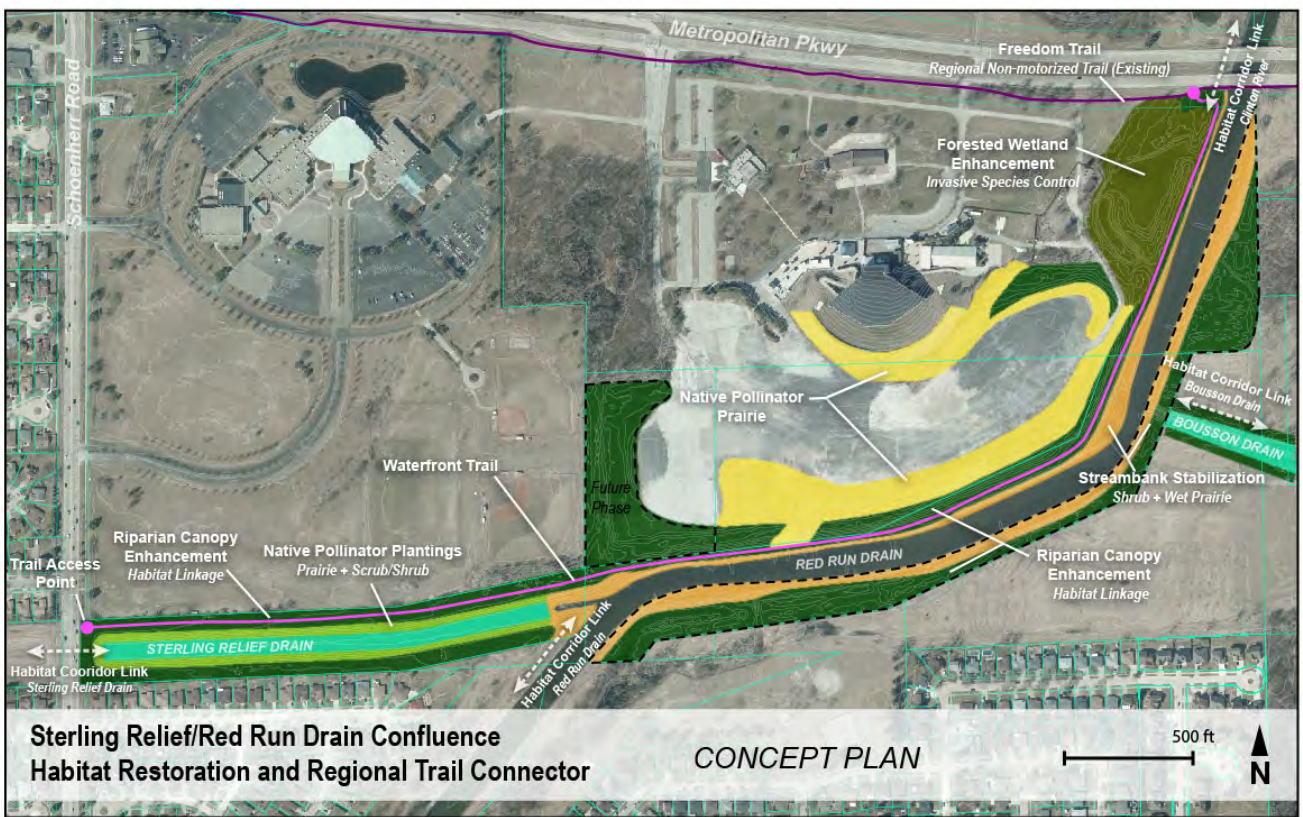 Metropolitan Pkwy
Schoenherr Road
Freedom Trail
Regional Non-motorized Trail (Existing)
Habitat Corridor Link
Clinton River
Forested Wetland
Enhancement
Invasive Species Control
Native Pollinator
Prairie
Habitat Corridor Link
Bousson Drain
BOUSSON DRAIN
Waterfront Trail
Streambank Stabilization
Shrub + Wet Prairie
Future
Phase
Riparian Canopy
Enhancement
Habitat Linkage
Native Pollinator Plantings
Prairie + Scrub/Shrub
Trail Access
Point
RED RUN DRAIN
Riparian Canopy
Enhancement
Habitat Linkage
STERLING RELIEF DRAIN
Habitat Cooridor Link
Sterling Relief Drain
Habitat Corridor Link
Red Run Drain
Sterling Relief/Red Run Drain Confluence
Habitat Restoration and Regional Trail Connector
CONCEPT PLAN
500 ft
N